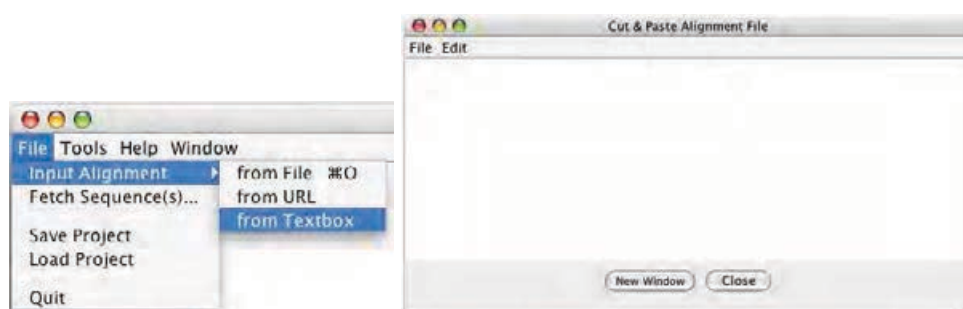 File Tools Help Window
Input Alignment
from File ⌘O
from URL
from Textbox
Fetch Sequence(s)...
Save Project
Load Project
Quit
Cut & Paste Alignment File
File Edit
New Window
Close